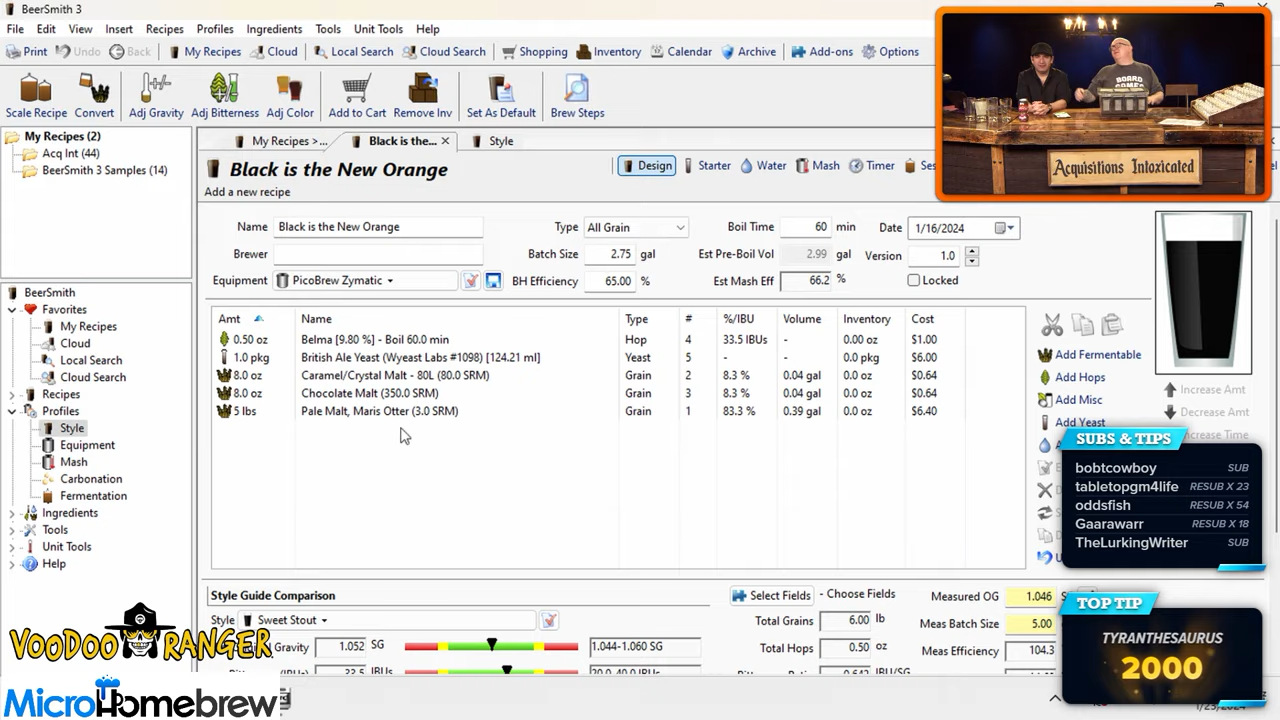 BeerSmith 3
File Edit View Insert Recipes Profiles Ingredients Tools Unit Tools Help
Print Undo Back My Recipes Cloud Local Search Cloud Search Shopping Inventory Calendar Archive Add-ons Options
Scale Recipe Convert Adj Gravity Adj Bitterness Adj Color Add to Cart Remove Inv Set As Default Brew Steps
BOARD
GAMES
Acquisitions Intoxicated
My Recipes (2)
Acq Int (44)
BeerSmith 3 Samples (14)
My Recipes >... Black is the... Style
Black is the New Orange
Design Starter Water Mash Timer
Add a new recipe
Name Black is the New Orange Type All Grain Boil Time 60 min Date 1/16/2024
Brewer Batch Size 2.75 gal Est Pre-Boil Vol 2.99 gal Version 1.0
Equipment PicoBrew Zymatic BH Efficiency 65.00 % Est Mash Eff 66.2 % Locked
Amt Name Type # %/IBU Volume Inventory Cost
0.50 oz Belma [9.80 %] - Boil 60.0 min Hop 4 33.5 IBUs - 0.00 oz $1.00
1.0 pkg British Ale Yeast (Wyeast Labs #1098) [124.21 ml] Yeast 5 - - 0.0 pkg $6.00
8.0 oz Caramel/Crystal Malt - 80L (80.0 SRM) Grain 2 8.3 % 0.04 gal 0.0 oz $0.64
8.0 oz Chocolate Malt (350.0 SRM) Grain 3 8.3 % 0.04 gal 0.0 oz $0.64
5 lbs Pale Malt, Maris Otter (3.0 SRM) Grain 1 83.3 % 0.39 gal 0.0 oz $6.40
Add Fermentable
Add Hops
Add Misc
Add Yeast
Increase Amt
Decrease Amt
BeerSmith
Favorites
My Recipes
Cloud
Local Search
Cloud Search
Recipes
Profiles
Style
Equipment
Mash
Carbonation
Fermentation
Ingredients
Tools
Unit Tools
Help
SUBS & TIPS
bobtcowboy SUB
tabletopgm4life RESUB X 23
oddsfish RESUB X 54
Gaarawarr RESUB X 18
TheLurkingWriter SUB
Style Guide Comparison Select Fields - Choose Fields Measured OG 1.046
Style Sweet Stout Total Grains 6.00 lb Meas Batch Size 5.00
Gravity 1.052 SG 1.044-1.060 SG Total Hops 0.50 oz Meas Efficiency 104.3
TOP TIP
TYRANTHESAURUS
2000
VOODOO RANGER
MicroHomebrew